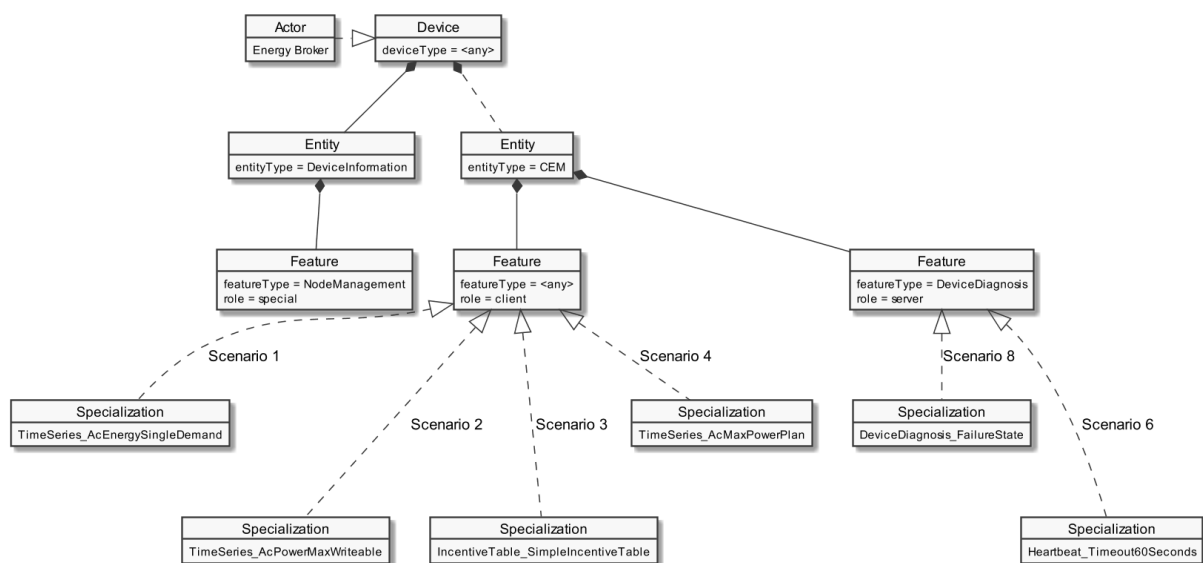 Actor
Energy Broker
Device
deviceType = <any>
Entity
entityType = DeviceInformation
Entity
entityType = CEM
Feature
featureType = NodeManagement
role = special
Feature
featureType = <any>
role = client
Feature
featureType = DeviceDiagnosis
role = server
Scenario 1
Scenario 4
Scenario 8
Specialization
TimeSeries_AcEnergySingleDemand
Scenario 2
Scenario 3
Specialization
TimeSeries_AcMaxPowerPlan
Specialization
DeviceDiagnosis_FailureState
Scenario 6
Specialization
TimeSeries_AcPowerMaxWriteable
Specialization
IncentiveTable_SimpleIncentiveTable
Specialization
Heartbeat_Timeout60Seconds